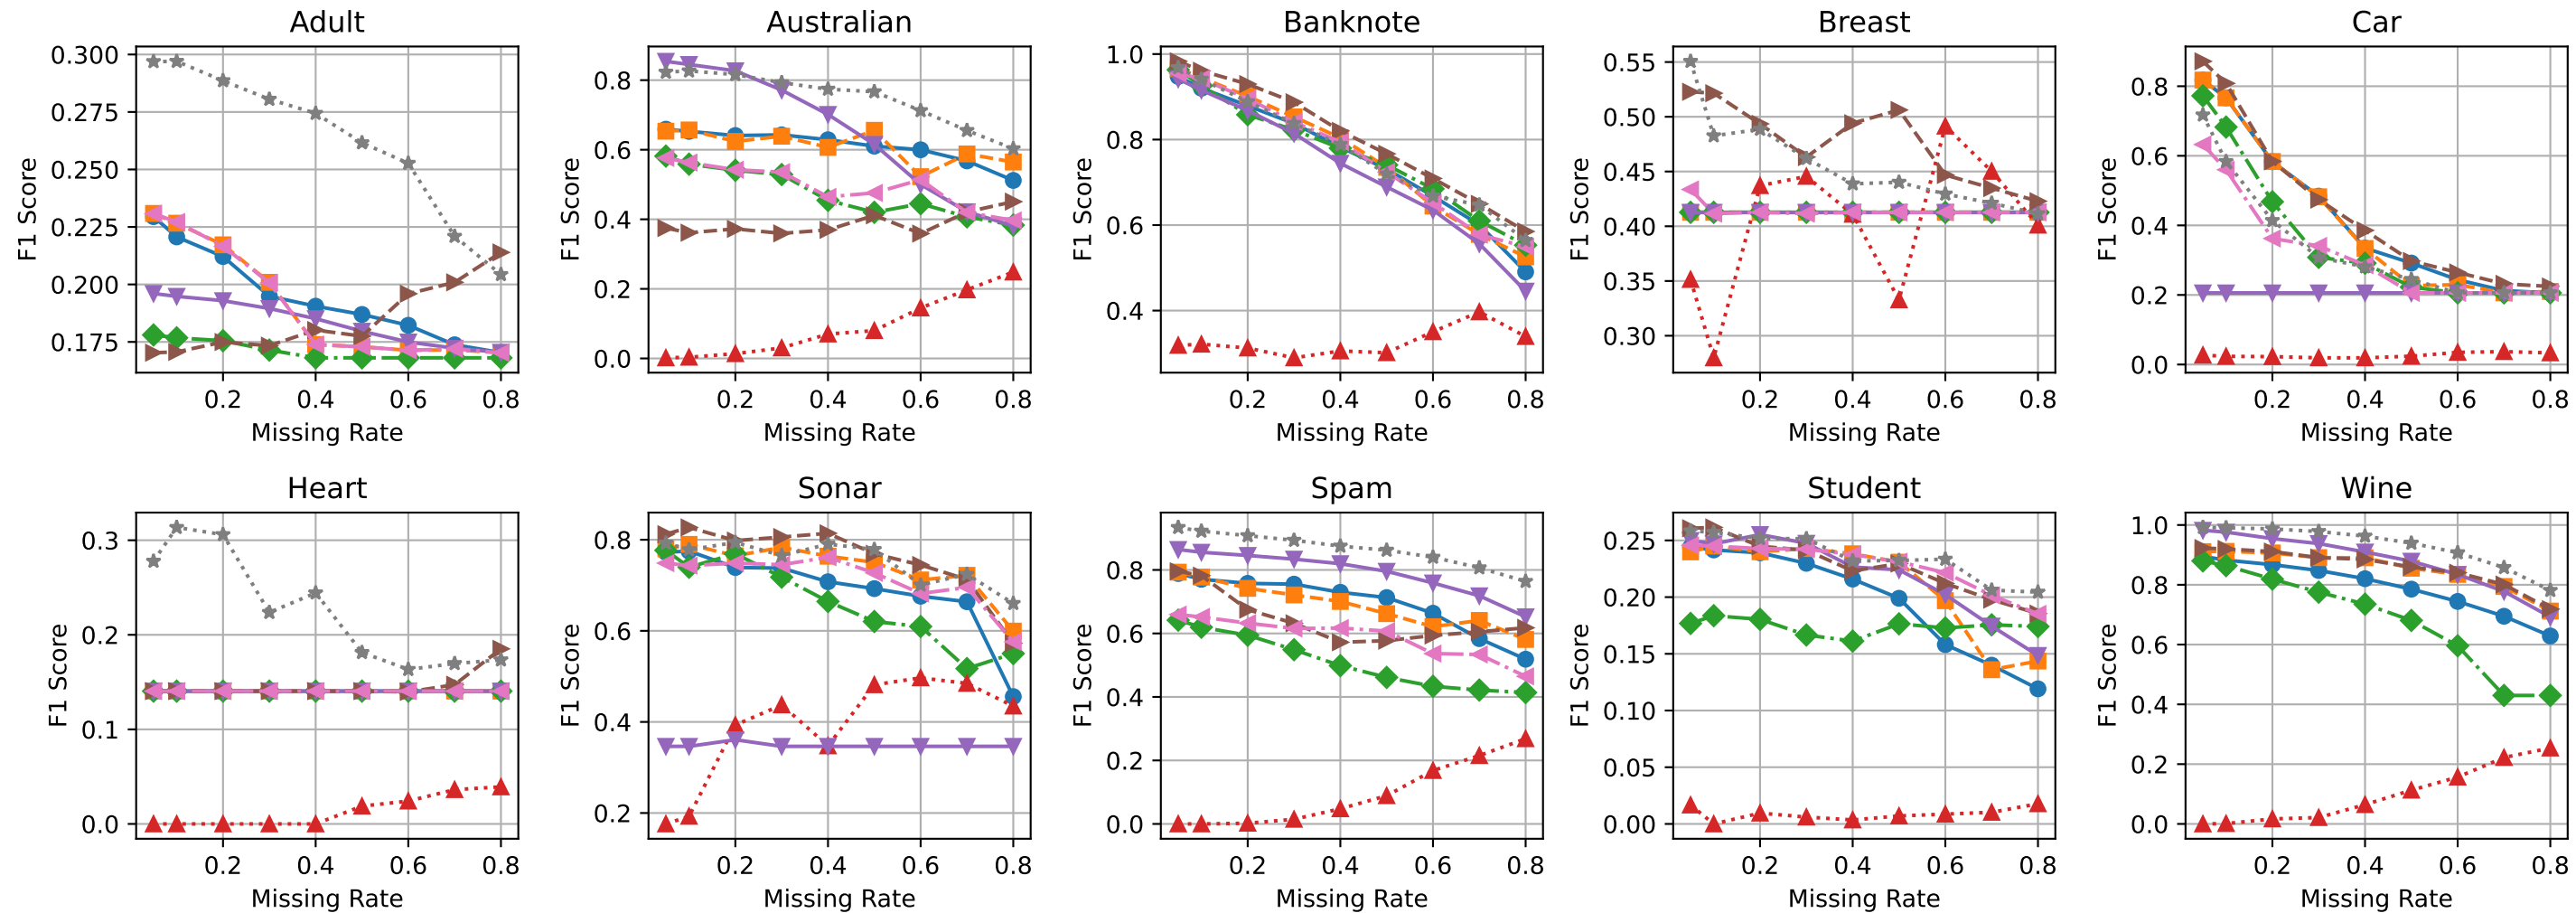 Adult
0.300
0.275
0.250
0.225
0.200
0.175
F1 Score
0.2 0.4 0.6 0.8
Missing Rate
Australian
0.8
0.6
0.4
0.2
0.0
F1 Score
0.2 0.4 0.6 0.8
Missing Rate
Banknote
1.0
0.8
0.6
0.4
F1 Score
0.2 0.4 0.6 0.8
Missing Rate
Breast
0.55
0.50
0.45
0.40
0.35
0.30
F1 Score
0.2 0.4 0.6 0.8
Missing Rate
Car
0.8
0.6
0.4
0.2
0.0
F1 Score
0.2 0.4 0.6 0.8
Missing Rate
Heart
0.3
0.2
0.1
0.0
F1 Score
0.2 0.4 0.6 0.8
Missing Rate
Sonar
0.8
0.6
0.4
0.2
F1 Score
0.2 0.4 0.6 0.8
Missing Rate
Spam
0.8
0.6
0.4
0.2
0.0
F1 Score
0.2 0.4 0.6 0.8
Missing Rate
Student
0.25
0.20
0.15
0.10
0.05
0.00
F1 Score
0.2 0.4 0.6 0.8
Missing Rate
Wine
1.0
0.8
0.6
0.4
0.2
0.0
F1 Score
0.2 0.4 0.6 0.8
Missing Rate